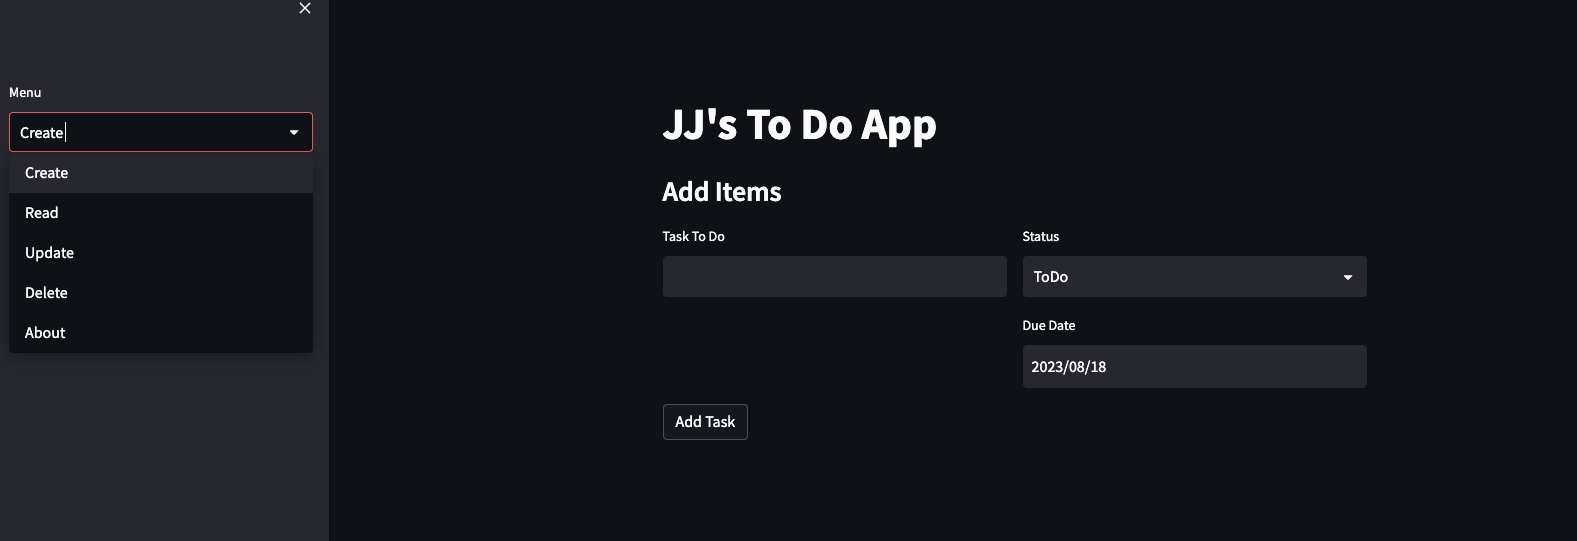 Menu
Create
Create
Read
Update
Delete
About
JJ's To Do App
Add Items
Task To Do
Status
ToDo
Due Date
2023/08/18
Add Task